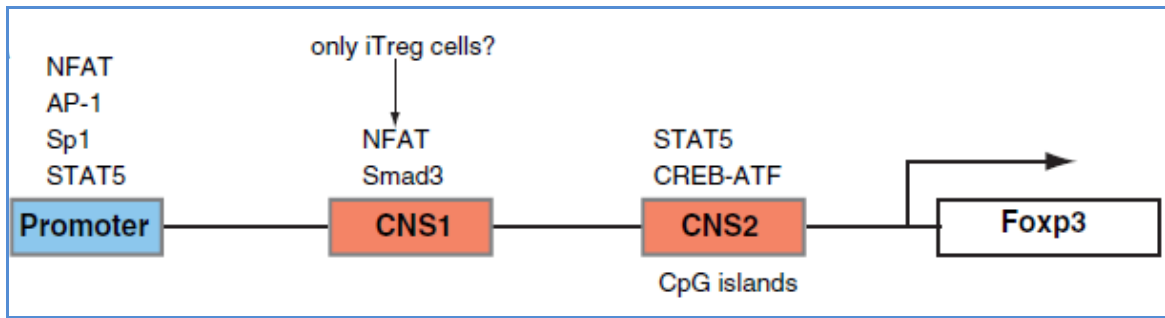 only iTreg cells?
NFAT
AP-1
Sp1
STAT5
NFAT
Smad3
STAT5
CREB-ATF
Promoter
CNS1
CNS2
Foxp3
CpG islands